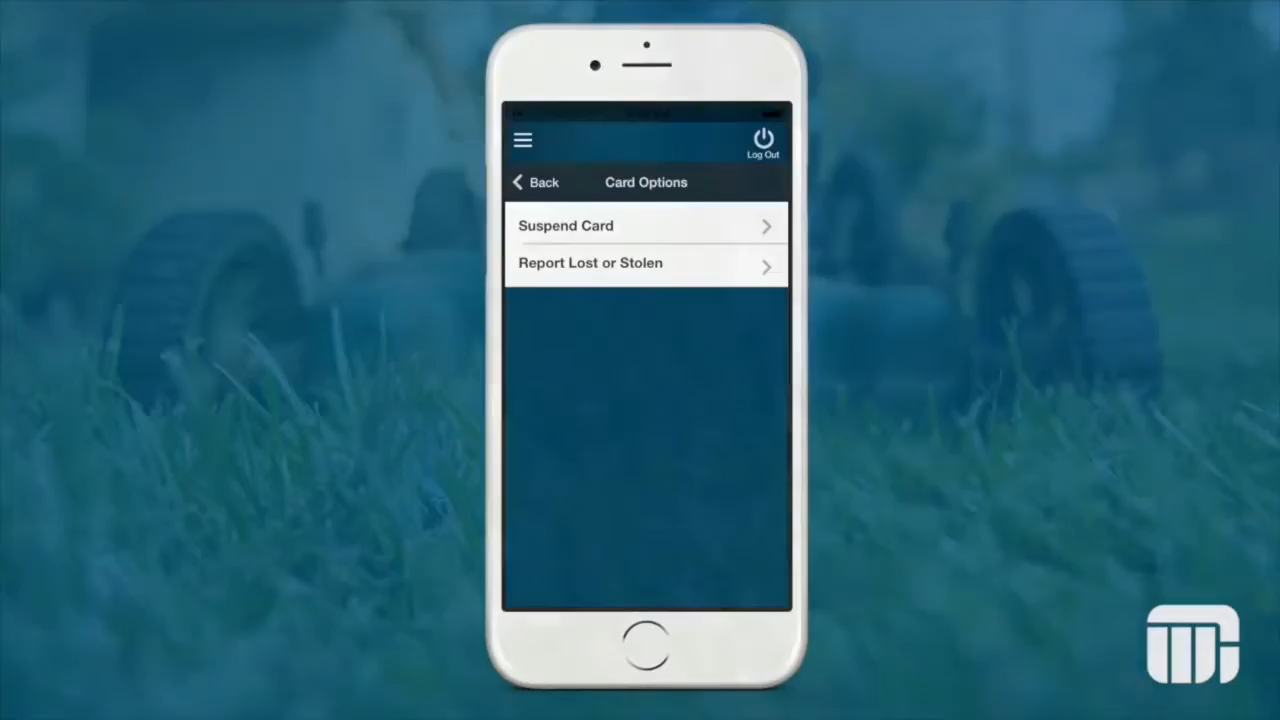 Log Out
Back
Card Options
Suspend Card
Report Lost or Stolen